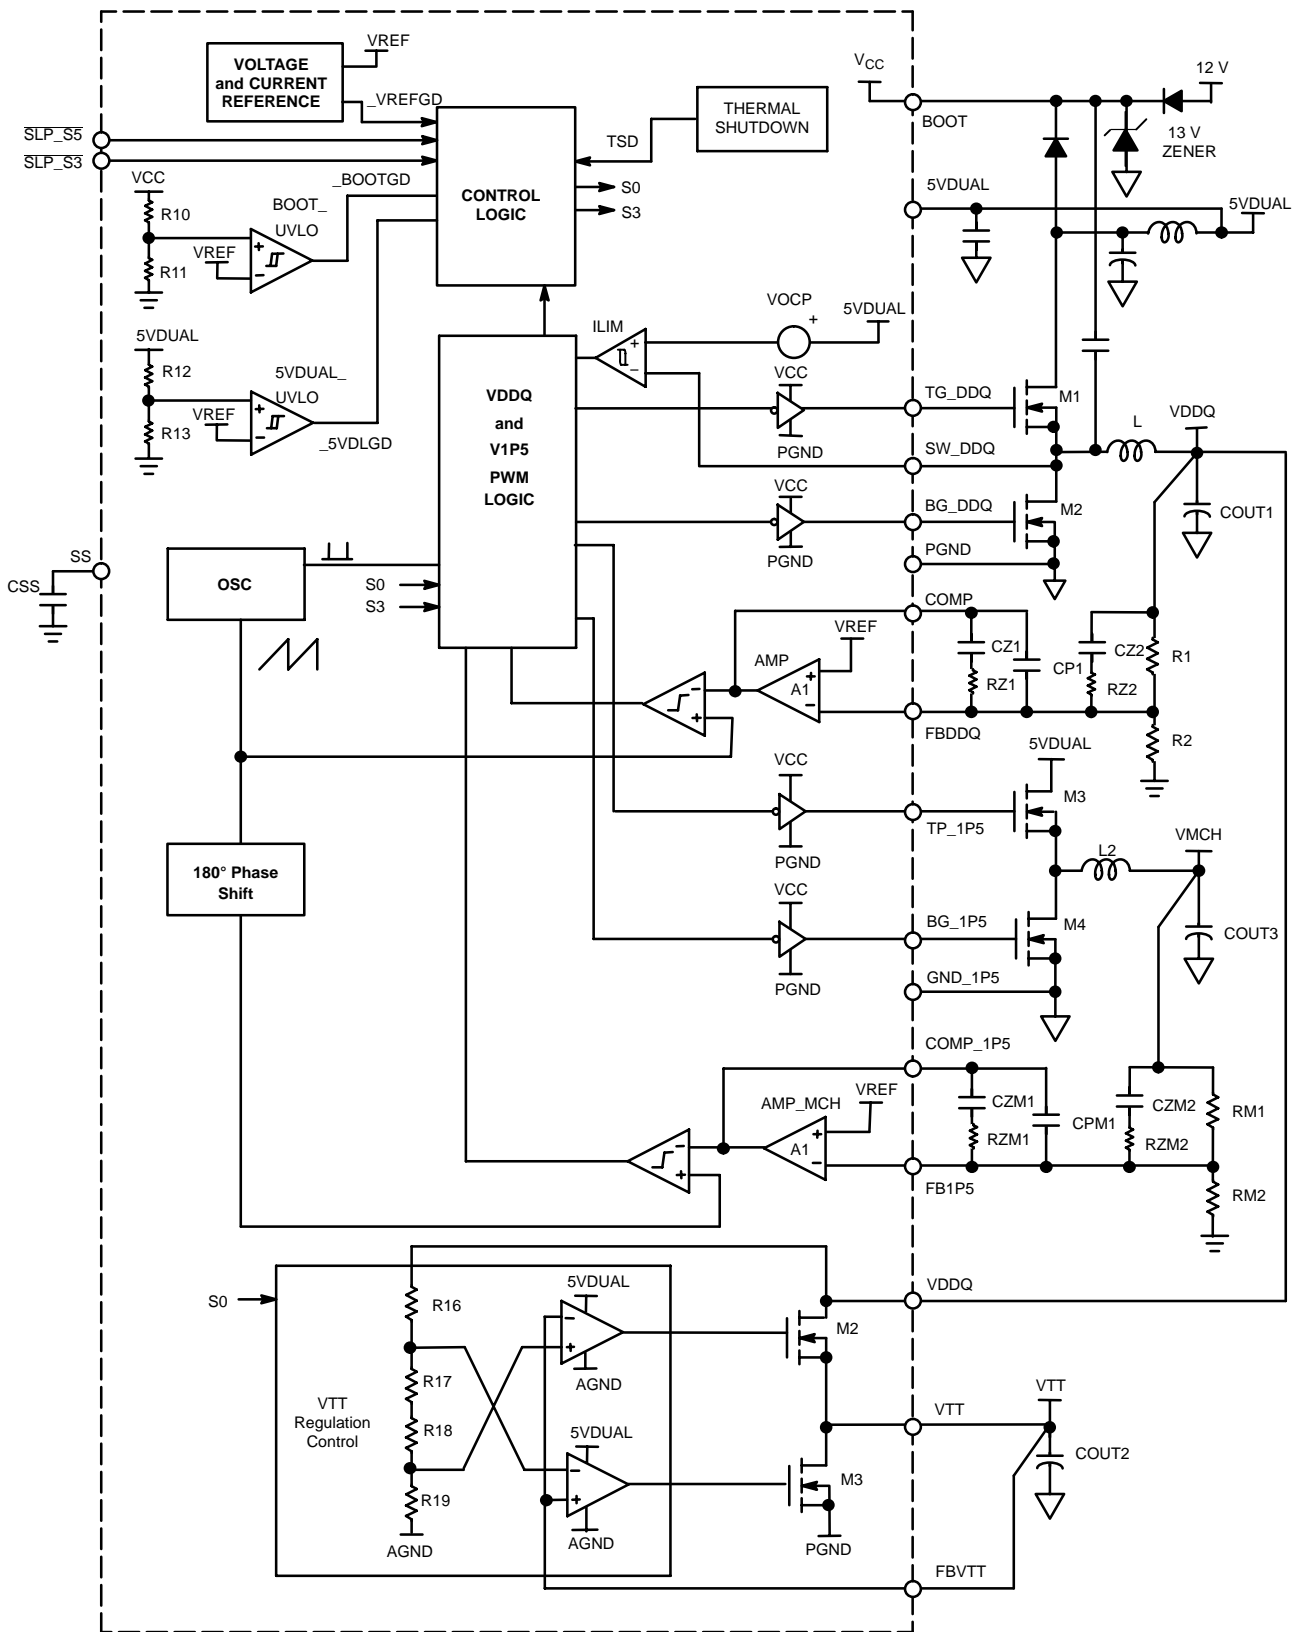 VREF
VOLTAGE
and CURRENT
REFERENCE
_VREFGD
THERMAL
SHUTDOWN
TSD
VCC
12 V
BOOT
13 V
ZENER
SLP_S5
SLP_S3
_BOOTGD
CONTROL
LOGIC
S0
S3
VCC
R10
BOOT_
UVLO
VREF
+
−
R11
5VDUAL
5VDUAL
5VDUAL
R12
5VDUAL_
UVLO
VREF
+
−
R13
_5VDLGD
VOCP
+
5VDUAL
ILIM
+
−
VDDQ
and
V1P5
PWM
LOGIC
VCC
PGND
TG_DDQ
M1
L
VDDQ
SW_DDQ
VCC
PGND
BG_DDQ
M2
COUT1
PGND
SS
CSS
OSC
S0
S3
COMP
VREF
AMP
A1
+
−
−
+
CZ1
RZ1
CP1
CZ2
RZ2
R1
FBDDQ
R2
5VDUAL
VCC
PGND
TP_1P5
M3
180° Phase
Shift
L2
VMCH
VCC
PGND
BG_1P5
M4
COUT3
GND_1P5
COMP_1P5
VREF
AMP_MCH
A1
+
−
−
+
CZM1
RZM1
CPM1
CZM2
RZM2
RM1
FB1P5
RM2
S0
R16
5VDUAL
−
+
AGND
VDDQ
M2
R17
VTT
Regulation
Control
R18
5VDUAL
−
+
AGND
R19
AGND
VTT
VTT
M3
COUT2
PGND
FBVTT